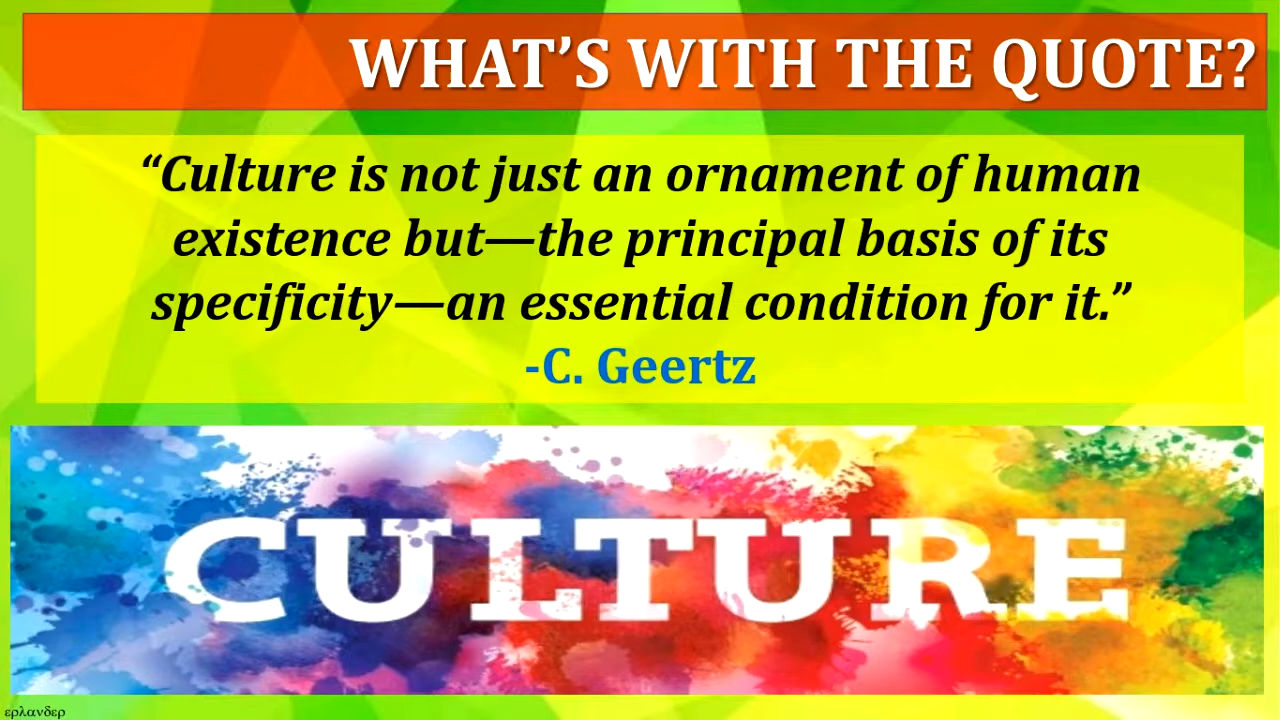 WHAT’S WITH THE QUOTE?
“Culture is not just an ornament of human
existence but—the principal basis of its
specificity—an essential condition for it.”
-C. Geertz
CULTURE
ερλανδερ